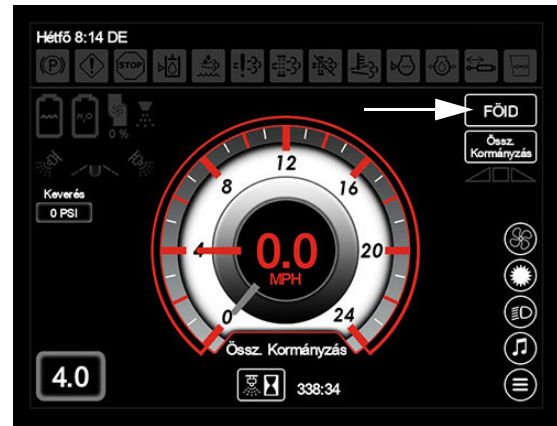 Hétfő 8:14 DE
(P)
STOP
H₂O
0 %
FÖID
Össz.
Kormányzás
Keverés
0 PSI
0
4
8
12
16
20
24
0.0
MPH
Össz. Kormányzás
4.0
338:34